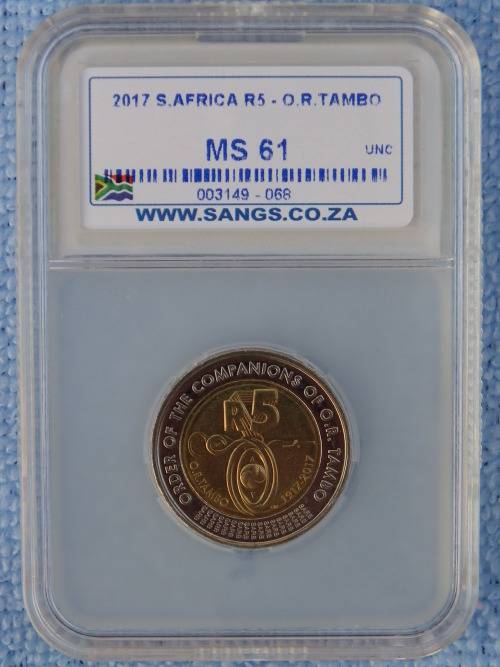 2017 S.AFRICA R5 - O.R.TAMBO
MS 61
UNC
003149 - 068
WWW.SANGS.CO.ZA
ORDER OF THE COMPANIONS OF O.R. TAMBO
R5
O.R.TAMBO
1917-2017